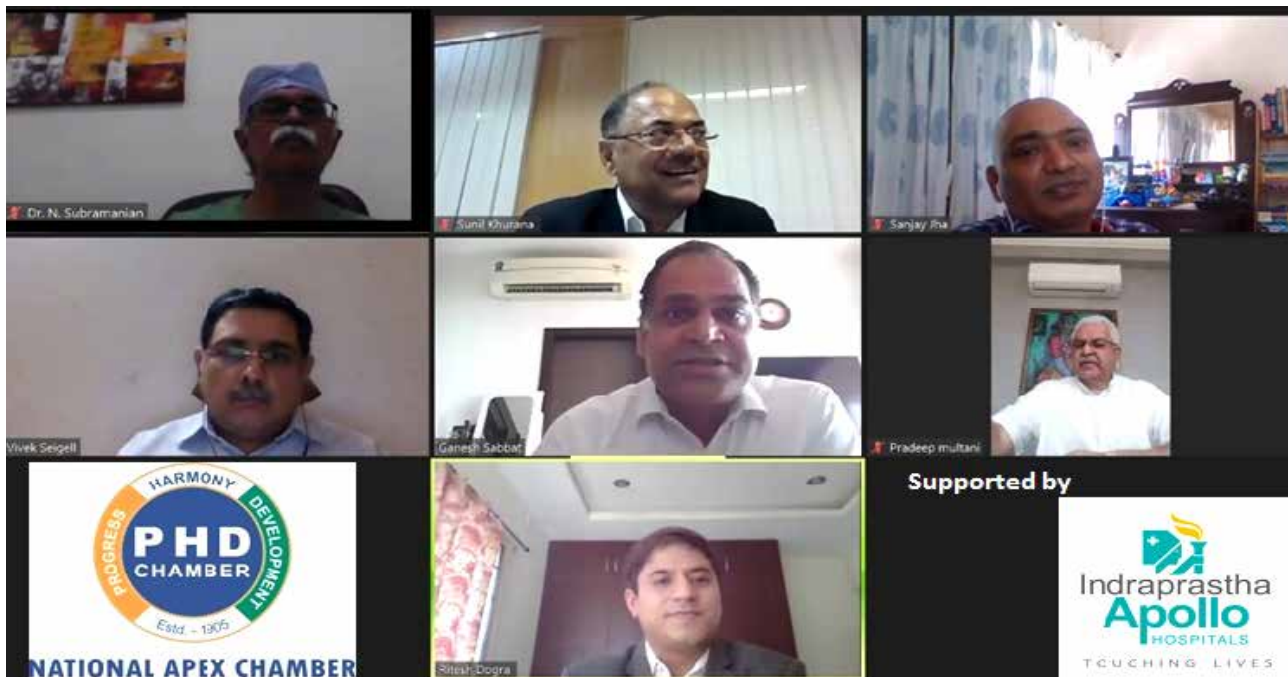 Dr. N. Subramanian
Sunil Khurana
Sanjay Jha
Vivek Seigell
Ganesh Sabbat
Pradeep multani
HARMONY
PROGRESS
DEVELOPMENT
PHD
CHAMBER
Estd. - 1905
NATIONAL APEX CHAMBER
Ritesh Dogra
Supported by
Indraprastha
Apollo
HOSPITALS
TOUCHING LIVES